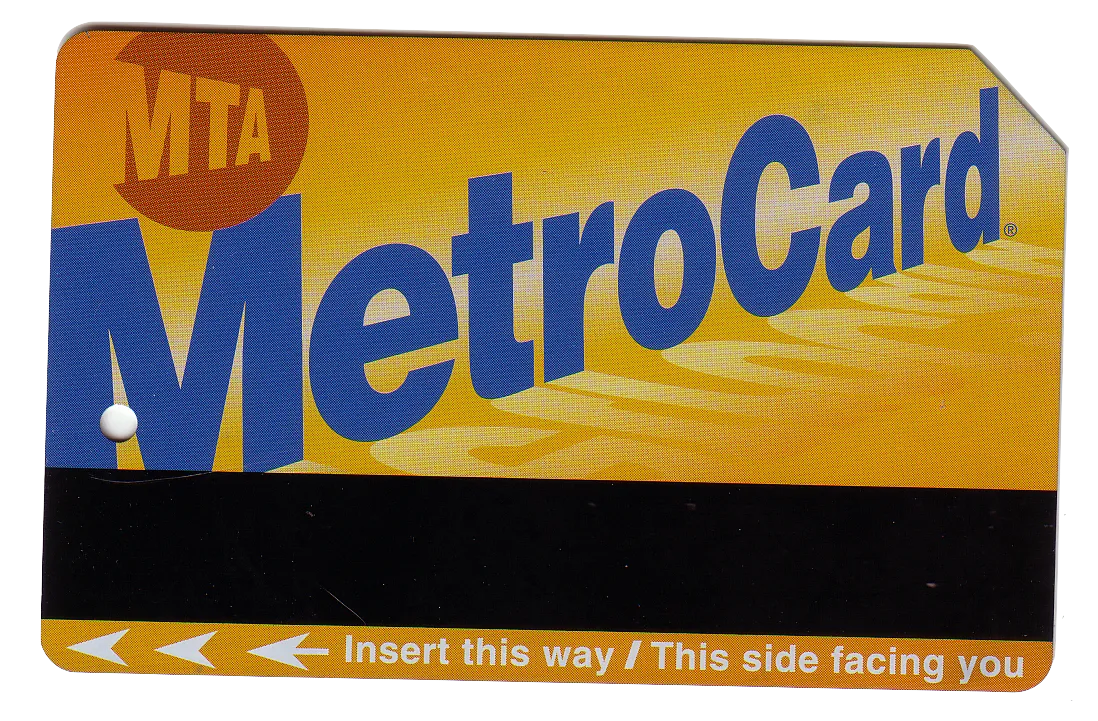 MTA
MetroCard®
Insert this way / This side facing you